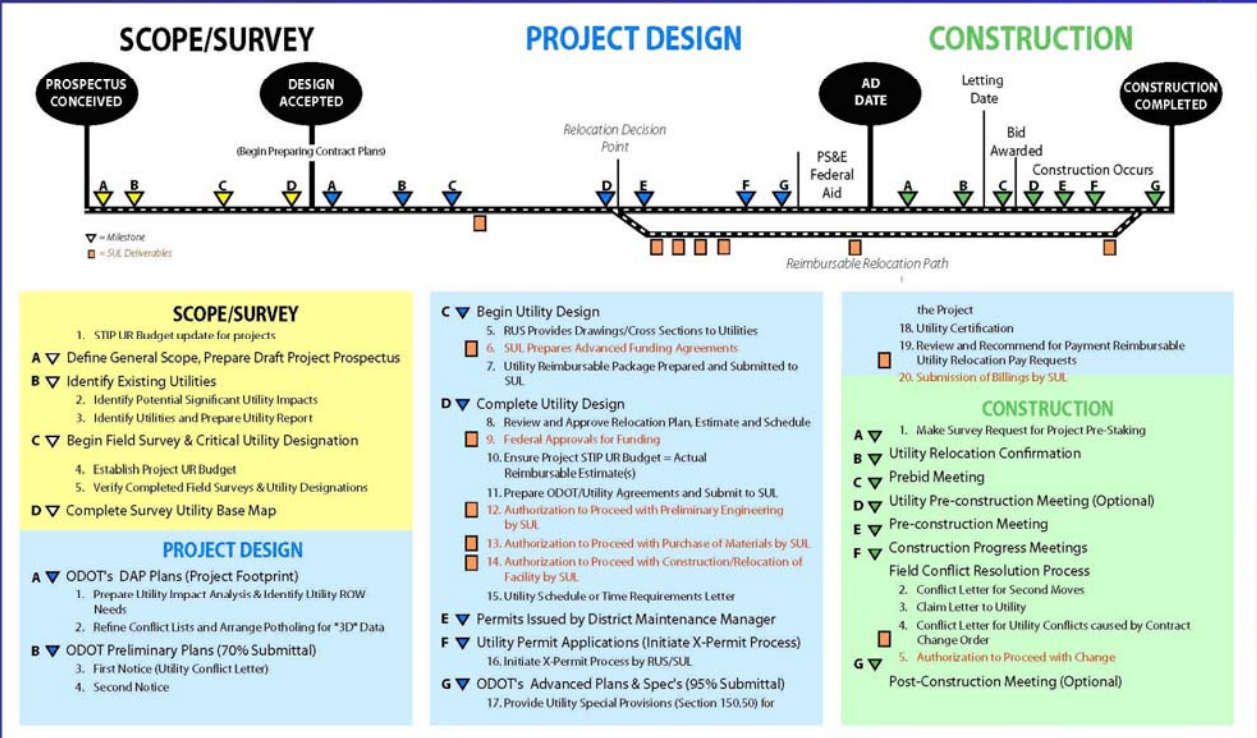 SCOPE/SURVEY
PROJECT DESIGN
CONSTRUCTION
PROSPECTUS
CONCEIVED
DESIGN
ACCEPTED
AD
DATE
Letting
Date
CONSTRUCTION
COMPLETED
(Begin Preparing Contract Plans)
Relocation Decision
Point
PS&E
Federal
Aid
Bid
Awarded
Construction Occurs
A B C D A B C D E F G A B C D E F G
= Milestone
= SUL Deliverables
Reimbursable Relocation Path
SCOPE/SURVEY
1. STIP UR Budget update for projects
A Define General Scope, Prepare Draft Project Prospectus
B Identify Existing Utilities
2. Identify Potential Significant Utility Impacts
3. Identify Utilities and Prepare Utility Report
C Begin Field Survey & Critical Utility Designation
4. Establish Project UR Budget
5. Verify Completed Field Surveys & Utility Designations
D Complete Survey Utility Base Map
PROJECT DESIGN
A ODOT's DAP Plans (Project Footprint)
1. Prepare Utility Impact Analysis & Identify Utility ROW
Needs
2. Refine Conflict Lists and Arrange Potholing for "3D" Data
B ODOT Preliminary Plans (70% Submittal)
3. First Notice (Utility Conflict Letter)
4. Second Notice
C Begin Utility Design
5. RUS Provides Drawings/Cross Sections to Utilities
6. SUL Prepares Advanced Funding Agreements
7. Utility Reimbursable Package Prepared and Submitted to
SUL
D Complete Utility Design
8. Review and Approve Relocation Plan, Estimate and Schedule
9. Federal Approvals for Funding
10. Ensure Project STIP UR Budget = Actual
Reimbursable Estimate(s)
11. Prepare ODOT/Utility Agreements and Submit to SUL
12. Authorization to Proceed with Preliminary Engineering
by SUL
13. Authorization to Proceed with Purchase of Materials by SUL
14. Authorization to Proceed with Construction/Relocation of
Facility by SUL
15. Utility Schedule or Time Requirements Letter
E Permits Issued by District Maintenance Manager
F Utility Permit Applications (Initiate X-Permit Process)
16. Initiate X-Permit Process by RUS/SUL
G ODOT's Advanced Plans & Spec's (95% Submittal)
17. Provide Utility Special Provisions (Section 150.50) for
the Project
18. Utility Certification
19. Review and Recommend for Payment Reimbursable
Utility Relocation Pay Requests
20. Submission of Billings by SUL
CONSTRUCTION
A 1. Make Survey Request for Project Pre-Staking
B Utility Relocation Confirmation
C Prebid Meeting
D Utility Pre-construction Meeting (Optional)
E Pre-construction Meeting
F Construction Progress Meetings
Field Conflict Resolution Process
2. Conflict Letter for Second Moves
3. Claim Letter to Utility
4. Conflict Letter for Utility Conflicts caused by Contract
Change Order
5. Authorization to Proceed with Change
G Post-Construction Meeting (Optional)